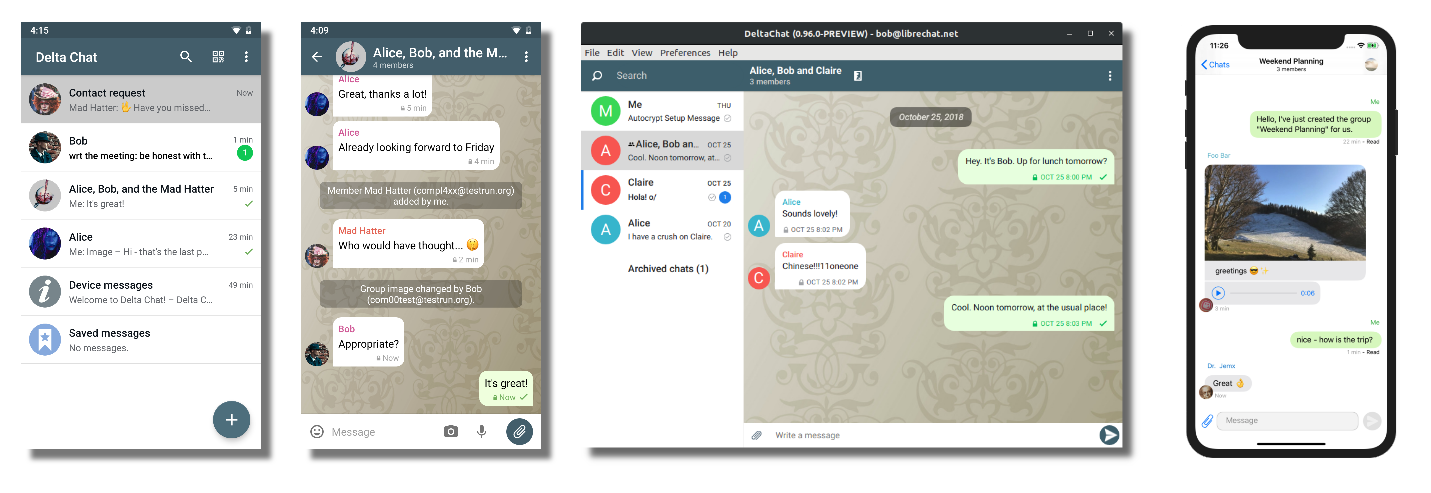 4:15
Delta Chat
Contact request
Now
Mad Hatter: 🖐 Have you missed...
Bob
1 min
wrt the meeting: be honest with t...
1
Alice, Bob, and the Mad Hatter
5 min
Me: It's great!
Alice
23 min
Me: Image – Hi - that's the last p...
Device messages
49 min
Welcome to Delta Chat! – Delta C...
Saved messages
No messages.
4:09
Alice, Bob, and the M...
4 members
Alice
Great, thanks a lot!
5 min
Alice
Already looking forward to Friday
4 min
Member Mad Hatter (compl4xx@testrun.org)
added by me.
Mad Hatter
Who would have thought...
2 min
Group image changed by Bob
(com00test@testrun.org).
Bob
Appropriate?
Now
It's great!
Now
Message
DeltaChat (0.96.0-PREVIEW) - bob@librechat.net
File Edit View Preferences Help
Search
Alice, Bob and Claire
3 members
M
Me
THU
Autocrypt Setup Message
A
Alice, Bob an...
OCT 25
Cool. Noon tomorrow, at...
C
Claire
OCT 25
Hola! o/
1
A
Alice
OCT 20
I have a crush on Claire.
Archived chats (1)
October 25, 2018
Hey. It's Bob. Up for lunch tomorrow?
OCT 25 8:00 PM
Alice
Sounds lovely!
A
OCT 25 8:02 PM
Claire
Chinese!!!11oneone
C
OCT 25 8:02 PM
Cool. Noon tomorrow, at the usual place!
OCT 25 8:03 PM
Write a message
11:26
Chats
Weekend Planning
3 members
Me
Hello, I've just created the group
"Weekend Planning" for us.
22 min • Read
Foo Bar
greetings 😎 ✨
0:06
3 min
Me
nice - how is the trip?
1 min • Read
Dr. Jemx
Great 👌
Now
Message